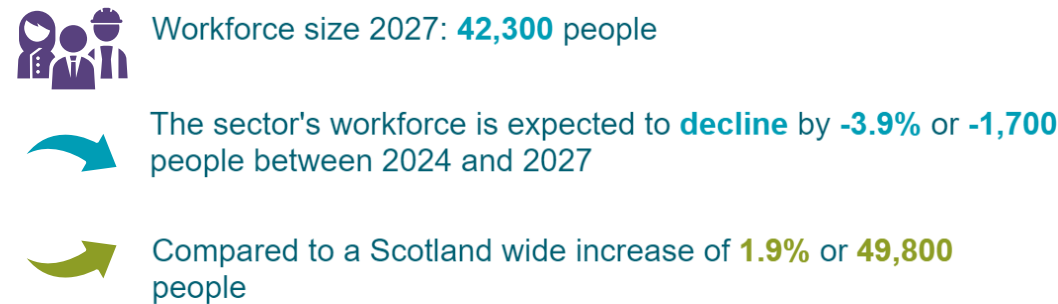 Workforce size 2027: 42,300 people
The sector's workforce is expected to decline by -3.9% or -1,700
people between 2024 and 2027
Compared to a Scotland wide increase of 1.9% or 49,800
people